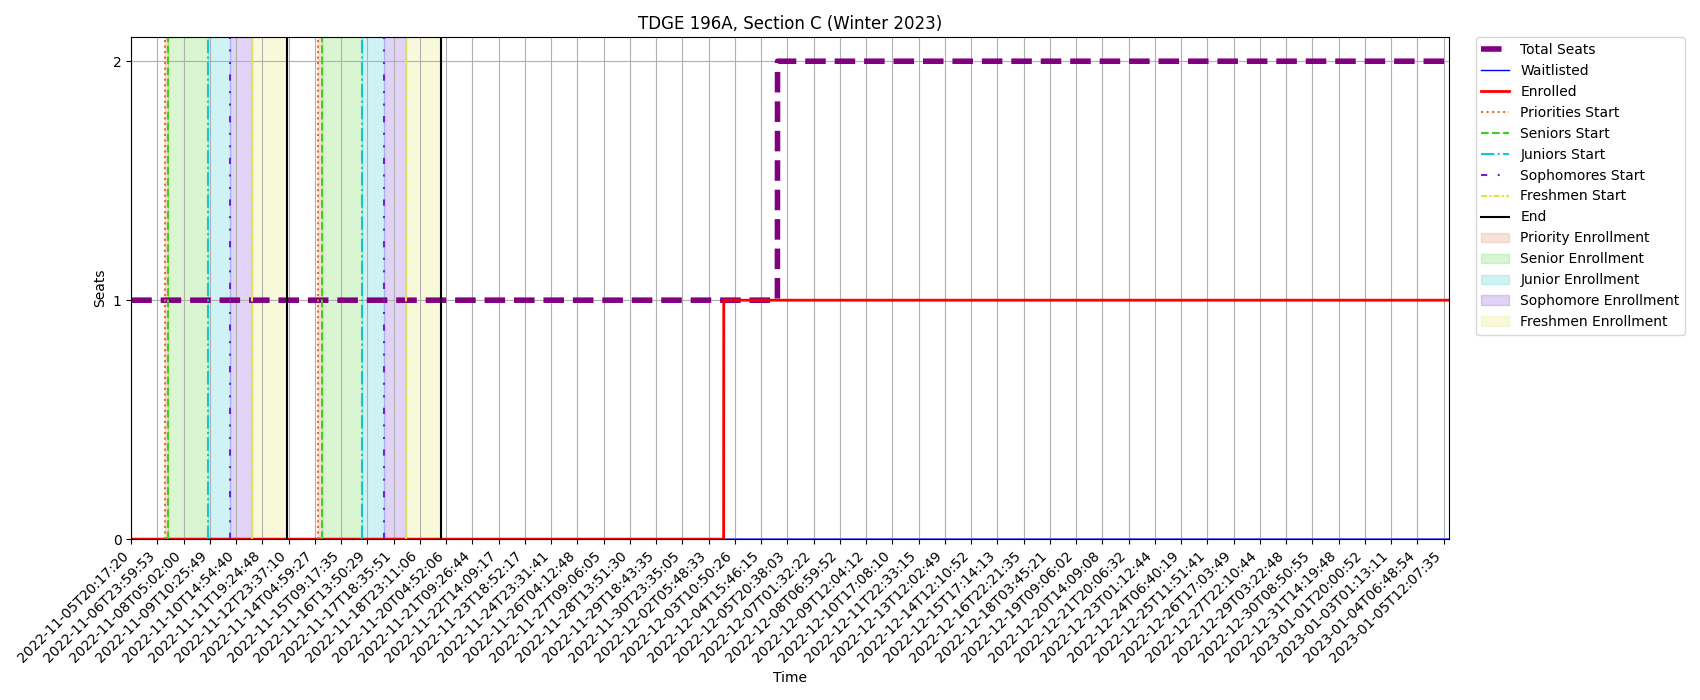 TDGE 196A, Section C (Winter 2023)
Seats
2
1
0
Total Seats
Waitlisted
Enrolled
Priorities Start
Seniors Start
Juniors Start
Sophomores Start
Freshmen Start
End
Priority Enrollment
Senior Enrollment
Junior Enrollment
Sophomore Enrollment
Freshmen Enrollment
2022-11-05T20:17:20
2022-11-06T23:59:53
2022-11-08T05:02:00
2022-11-09T10:25:49
2022-11-10T14:54:40
2022-11-11T19:24:48
2022-11-12T23:37:10
2022-11-14T04:59:27
2022-11-15T09:17:35
2022-11-16T13:50:29
2022-11-17T18:35:51
2022-11-18T23:11:06
2022-11-20T04:52:06
2022-11-21T09:26:44
2022-11-22T14:09:17
2022-11-23T18:52:17
2022-11-24T23:31:41
2022-11-26T04:12:48
2022-11-27T09:06:05
2022-11-28T13:51:30
2022-11-29T18:43:35
2022-11-30T23:35:05
2022-12-02T05:48:33
2022-12-03T10:50:26
2022-12-04T15:46:15
2022-12-05T20:38:03
2022-12-07T01:32:22
2022-12-08T06:59:52
2022-12-09T12:04:12
2022-12-10T17:08:10
2022-12-11T22:33:15
2022-12-13T12:02:49
2022-12-14T12:10:52
2022-12-15T17:14:13
2022-12-16T22:21:35
2022-12-18T03:45:21
2022-12-19T09:06:02
2022-12-20T14:09:08
2022-12-21T20:06:32
2022-12-23T01:12:44
2022-12-24T06:40:19
2022-12-25T11:51:41
2022-12-26T17:03:49
2022-12-27T22:10:44
2022-12-29T03:22:48
2022-12-30T08:50:55
2022-12-31T14:19:48
2023-01-01T20:00:52
2023-01-03T01:13:11
2023-01-04T06:48:54
2023-01-05T12:07:35
Time